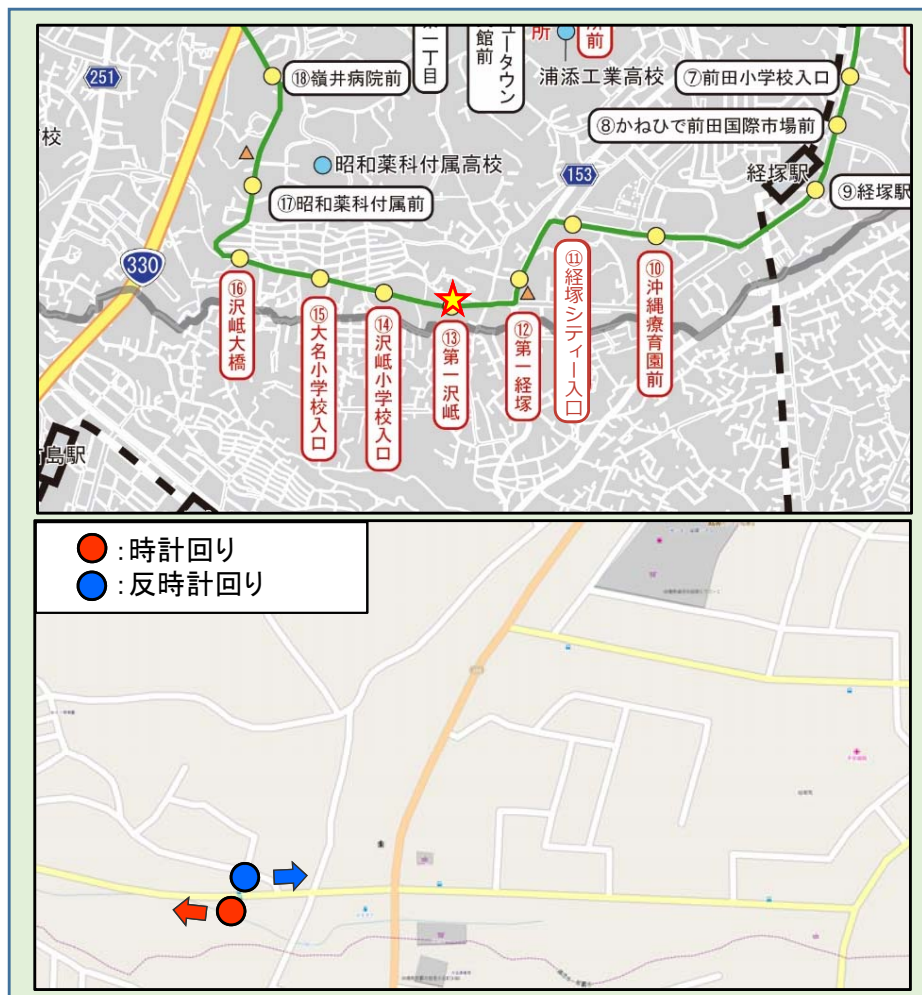 第一丁目
館前
ュータウン
所
前
浦添工業高校
⑦前田小学校入口
251
⑱嶺井病院前
⑧かねひで前田国際市場前
校
昭和薬科付属高校
153
経塚駅
⑨経塚駅
⑰昭和薬科付属前
330
⑯沢岻大橋
⑮大名小学校入口
⑭沢岻小学校入口
⑬第一沢岻
⑫第一経塚
⑪経塚シティー入口
⑩沖縄療育園前
島駅
:時計回り
:反時計回り